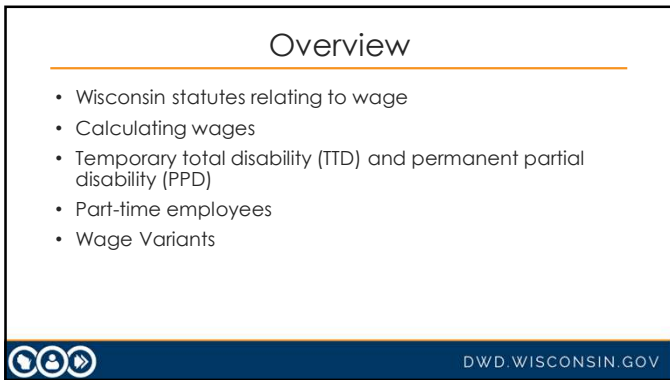 Overview
• Wisconsin statutes relating to wage
• Calculating wages
• Temporary total disability (TTD) and permanent partial
disability (PPD)
• Part-time employees
• Wage Variants
DWD.WISCONSIN.GOV